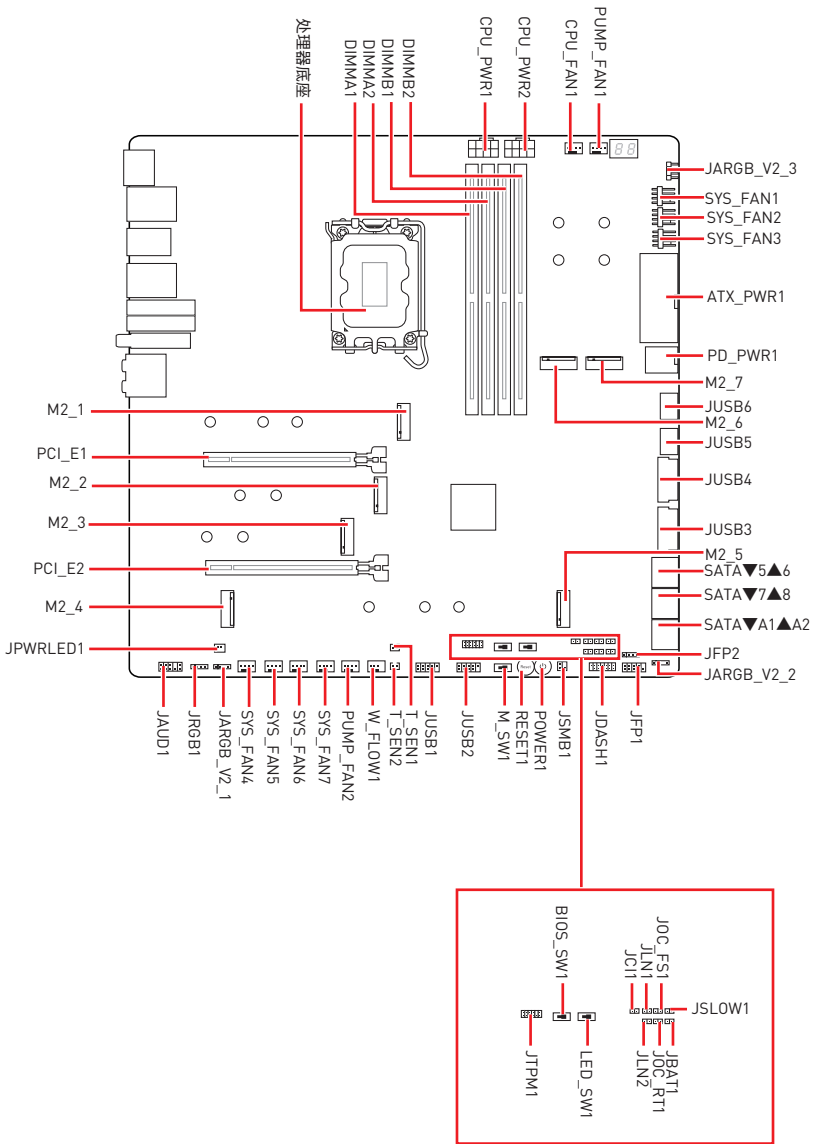 处理器底座
DIMMA1
DIMMA2
DIMMB1
DIMMB2
CPU_PWR1
CPU_PWR2
CPU_FAN1
PUMP_FAN1
JARGB_V2_3
SYS_FAN1
SYS_FAN2
SYS_FAN3
ATX_PWR1
PD_PWR1
M2_7
JUSB6
M2_6
JUSB5
JUSB4
JUSB3
M2_5
SATA▼5▲6
SATA▼7▲8
SATA▼A1▲A2
JFP2
JARGB_V2_2
M2_1
PCI_E1
M2_2
M2_3
PCI_E2
M2_4
JPWRLED1
Reset
JAUD1
JRGB1
JARGB_V2_1
SYS_FAN4
SYS_FAN5
SYS_FAN6
SYS_FAN7
PUMP_FAN2
W_FLOW1
T_SEN2
T_SEN1
JUSB1
JUSB2
M_SW1
RESET1
POWER1
JSMB1
JDASH1
JFP1
BIOS_SW1
JCI1
JLN1
JOC_FS1
JSLOW1
JTPM1
LED_SW1
JLN2
JOC_RT1
JBAT1